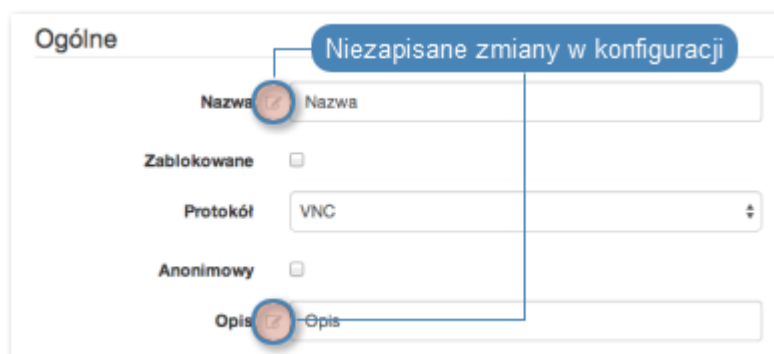 Ogólne
Niezapisane zmiany w konfiguracji
Nazwa Nazwa
Zablokowane
Protokół VNC
Anonimowy
Opis Opis